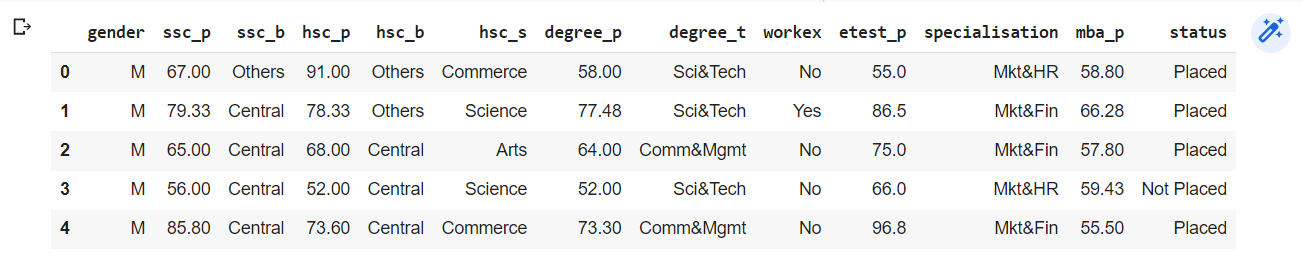 gender ssc_p ssc_b hsc_p hsc_b hsc_s degree_p degree_t workex etest_p specialisation mba_p status
0 M 67.00 Others 91.00 Others Commerce 58.00 Sci&Tech No 55.0 Mkt&HR 58.80 Placed
1 M 79.33 Central 78.33 Others Science 77.48 Sci&Tech Yes 86.5 Mkt&Fin 66.28 Placed
2 M 65.00 Central 68.00 Central Arts 64.00 Comm&Mgmt No 75.0 Mkt&Fin 57.80 Placed
3 M 56.00 Central 52.00 Central Science 52.00 Sci&Tech No 66.0 Mkt&HR 59.43 Not Placed
4 M 85.80 Central 73.60 Central Commerce 73.30 Comm&Mgmt No 96.8 Mkt&Fin 55.50 Placed